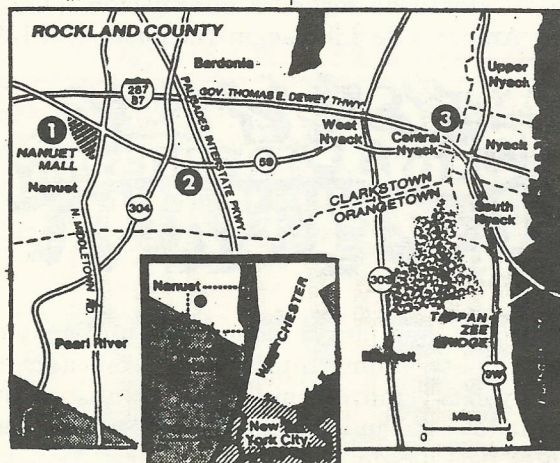 ROCKLAND COUNTY
Bardonia
Upper
Nyack
287
87
GOV. THOMAS E. DEWEY THWY.
PALISADES INTERSTATE PKWY.
1
NANUET
MALL
3
West
Nyack
Central
Nyack
Nyack
2
59
Nanuet
304
CLARKSTOWN
ORANGETOWN
South
Nyack
N. MIDDLETOWN RD.
303
TAPPAN
ZEE
BRIDGE
Pearl River
9W
Nanuet
WESTCHESTER
New
York City
Miles
0 5